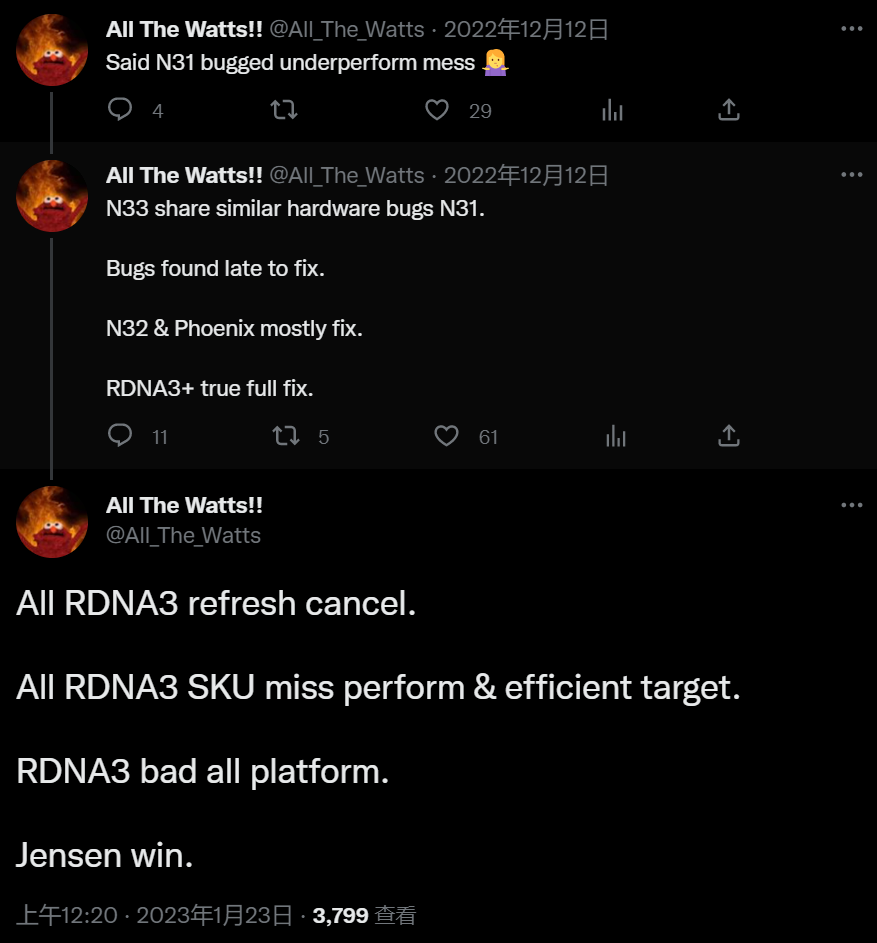 All The Watts!! @All_The_Watts · 2022年12月12日
Said N31 bugged underperform mess 🤷‍♀️
4 29
All The Watts!! @All_The_Watts · 2022年12月12日
N33 share similar hardware bugs N31.
Bugs found late to fix.
N32 & Phoenix mostly fix.
RDNA3+ true full fix.
11 5 61
All The Watts!!
@All_The_Watts
All RDNA3 refresh cancel.
All RDNA3 SKU miss perform & efficient target.
RDNA3 bad all platform.
Jensen win.
上午12:20 · 2023年1月23日 · 3,799 查看